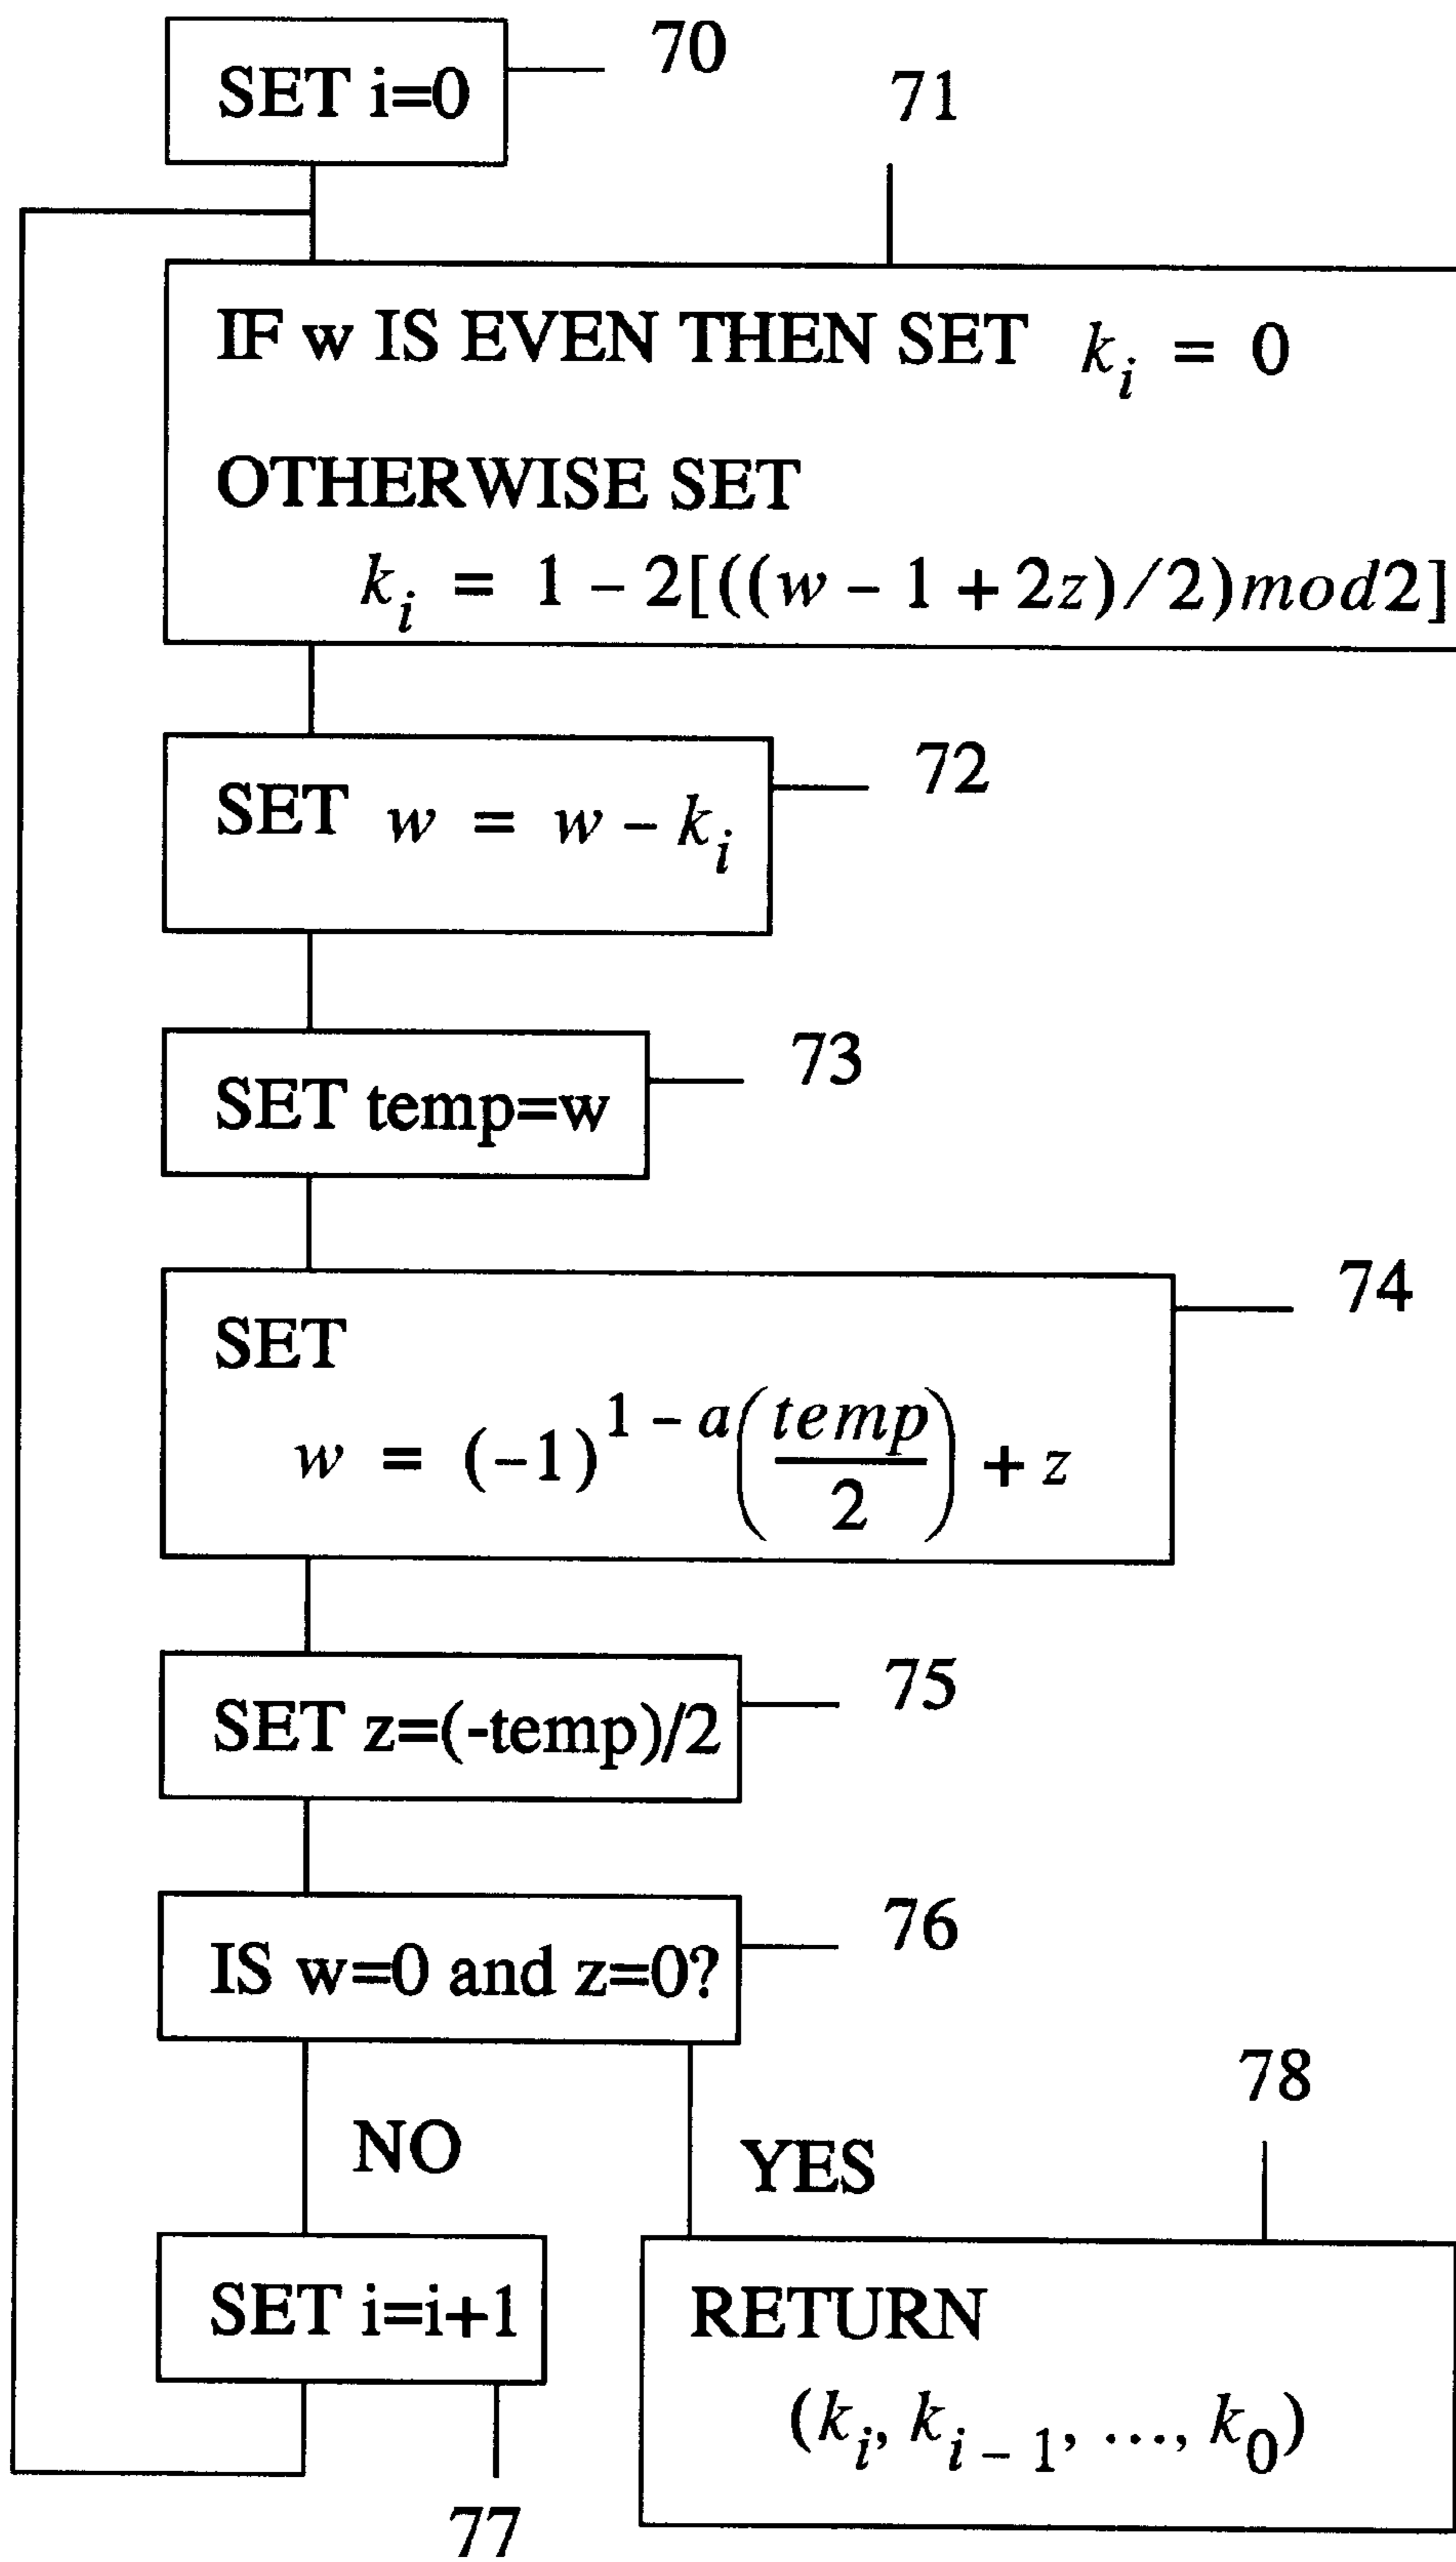 SET i=0
70
71
IF w IS EVEN THEN SET k_i = 0
OTHERWISE SET
k_i = 1 - 2[((w - 1 + 2z)/2)mod2]
SET w = w - k_i
72
SET temp=w
73
74
SET
w = (-1)^{1 - a}(temp/2) + z
SET z=(-temp)/2
75
IS w=0 and z=0?
76
78
NO
YES
SET i=i+1
RETURN
(k_i, k_{i - 1}, ..., k_0)
77